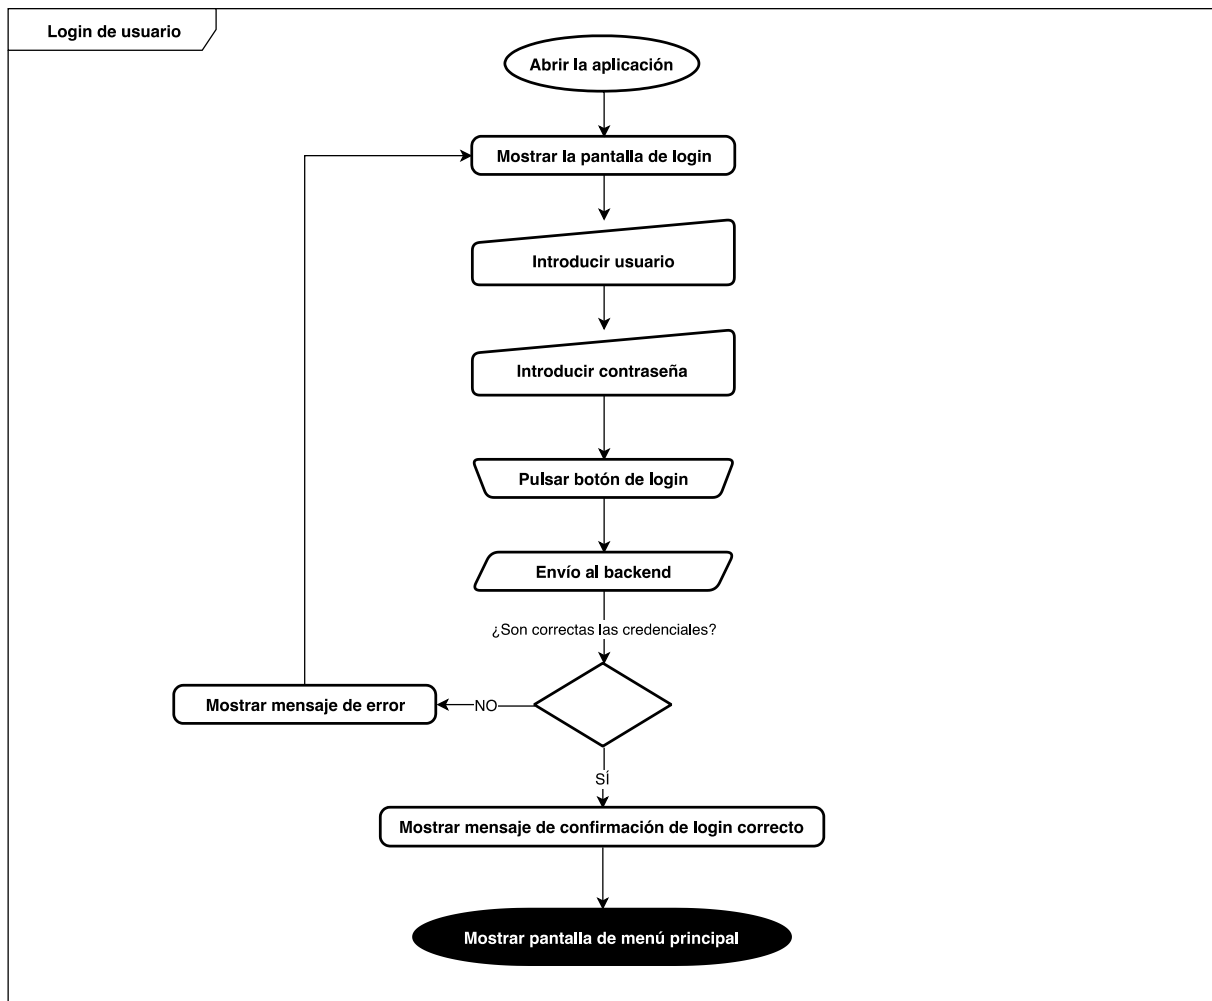 Login de usuario
Abrir la aplicación
Mostrar la pantalla de login
Introducir usuario
Introducir contraseña
Pulsar botón de login
Envío al backend
¿Son correctas las credenciales?
Mostrar mensaje de error
NO
SÍ
Mostrar mensaje de confirmación de login correcto
Mostrar pantalla de menú principal